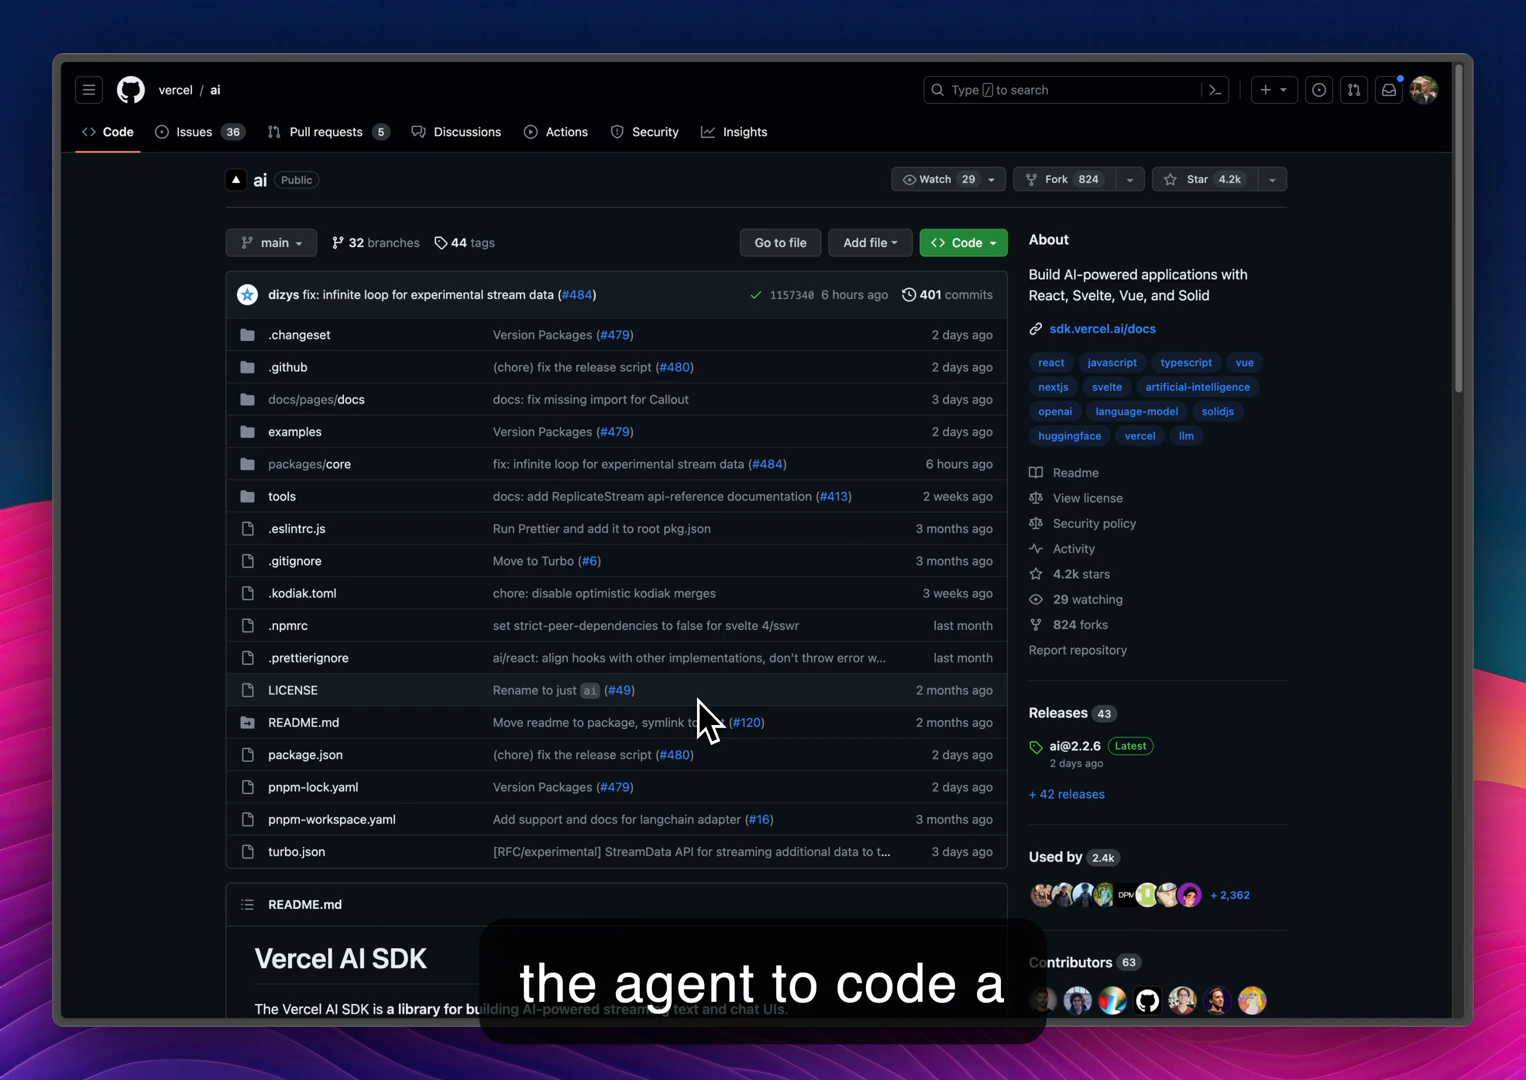 vercel / ai
Type / to search
Code
Issues 36
Pull requests 5
Discussions
Actions
Security
Insights
ai Public
Watch 29
Fork 824
Star 4.2k
main
32 branches
44 tags
Go to file
Add file
Code
dizys fix: infinite loop for experimental stream data (#484) 1157340 6 hours ago 401 commits
.changeset Version Packages (#479) 2 days ago
.github (chore) fix the release script (#480) 2 days ago
docs/pages/docs docs: fix missing import for Callout 3 days ago
examples Version Packages (#479) 2 days ago
packages/core fix: infinite loop for experimental stream data (#484) 6 hours ago
tools docs: add ReplicateStream api-reference documentation (#413) 2 weeks ago
.eslintrc.js Run Prettier and add it to root pkg.json 3 months ago
.gitignore Move to Turbo (#6) 3 months ago
.kodiak.toml chore: disable optimistic kodiak merges 3 weeks ago
.npmrc set strict-peer-dependencies to false for svelte 4/sswr last month
.prettierignore ai/react: align hooks with other implementations, don't throw error w... last month
LICENSE Rename to just ai (#49) 2 months ago
README.md Move readme to package, symlink (#120) 2 months ago
package.json (chore) fix the release script (#480) 2 days ago
pnpm-lock.yaml Version Packages (#479) 2 days ago
pnpm-workspace.yaml Add support and docs for langchain adapter (#16) 3 months ago
turbo.json [RFC/experimental] StreamData API for streaming additional data to t... 3 days ago
README.md
Vercel AI SDK
The Vercel AI SDK is a library for building AI-powered streaming text and chat UIs.
the agent to code a
About
Build AI-powered applications with
React, Svelte, Vue, and Solid
sdk.vercel.ai/docs
react javascript typescript vue
nextjs svelte artificial-intelligence
openai language-model solidjs
huggingface vercel llm
Readme
View license
Security policy
Activity
4.2k stars
29 watching
824 forks
Report repository
Releases 43
ai@2.2.6 Latest
2 days ago
+ 42 releases
Used by 2.4k
DPM
+ 2,362
Contributors 63